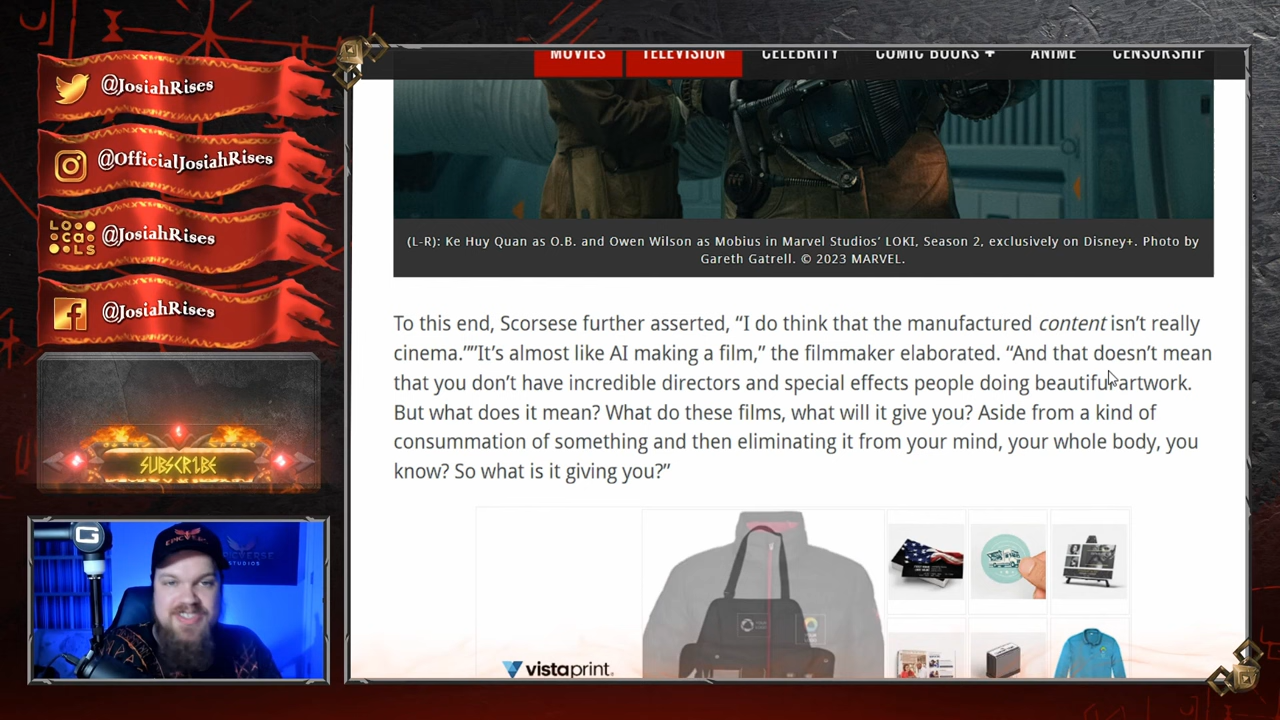 @JosiahRises
@OfficialJosiahRises
LOCALS
@JosiahRises
@JosiahRises
SUBSCRIBE
G
EPICVERSE
EPICVERSE
STUDIOS
MOVIES TELEVISION CELEBRITY COMIC BOOKS + ANIME CENSORSHIP
(L-R): Ke Huy Quan as O.B. and Owen Wilson as Mobius in Marvel Studios’ LOKI, Season 2, exclusively on Disney+. Photo by
Gareth Gatrell. © 2023 MARVEL.
To this end, Scorsese further asserted, “I do think that the manufactured content isn’t really
cinema.””“It’s almost like AI making a film,” the filmmaker elaborated. “And that doesn’t mean
that you don’t have incredible directors and special effects people doing beautiful artwork.
But what does it mean? What do these films, what will it give you? Aside from a kind of
consummation of something and then eliminating it from your mind, your whole body, you
know? So what is it giving you?”
vistaprint.